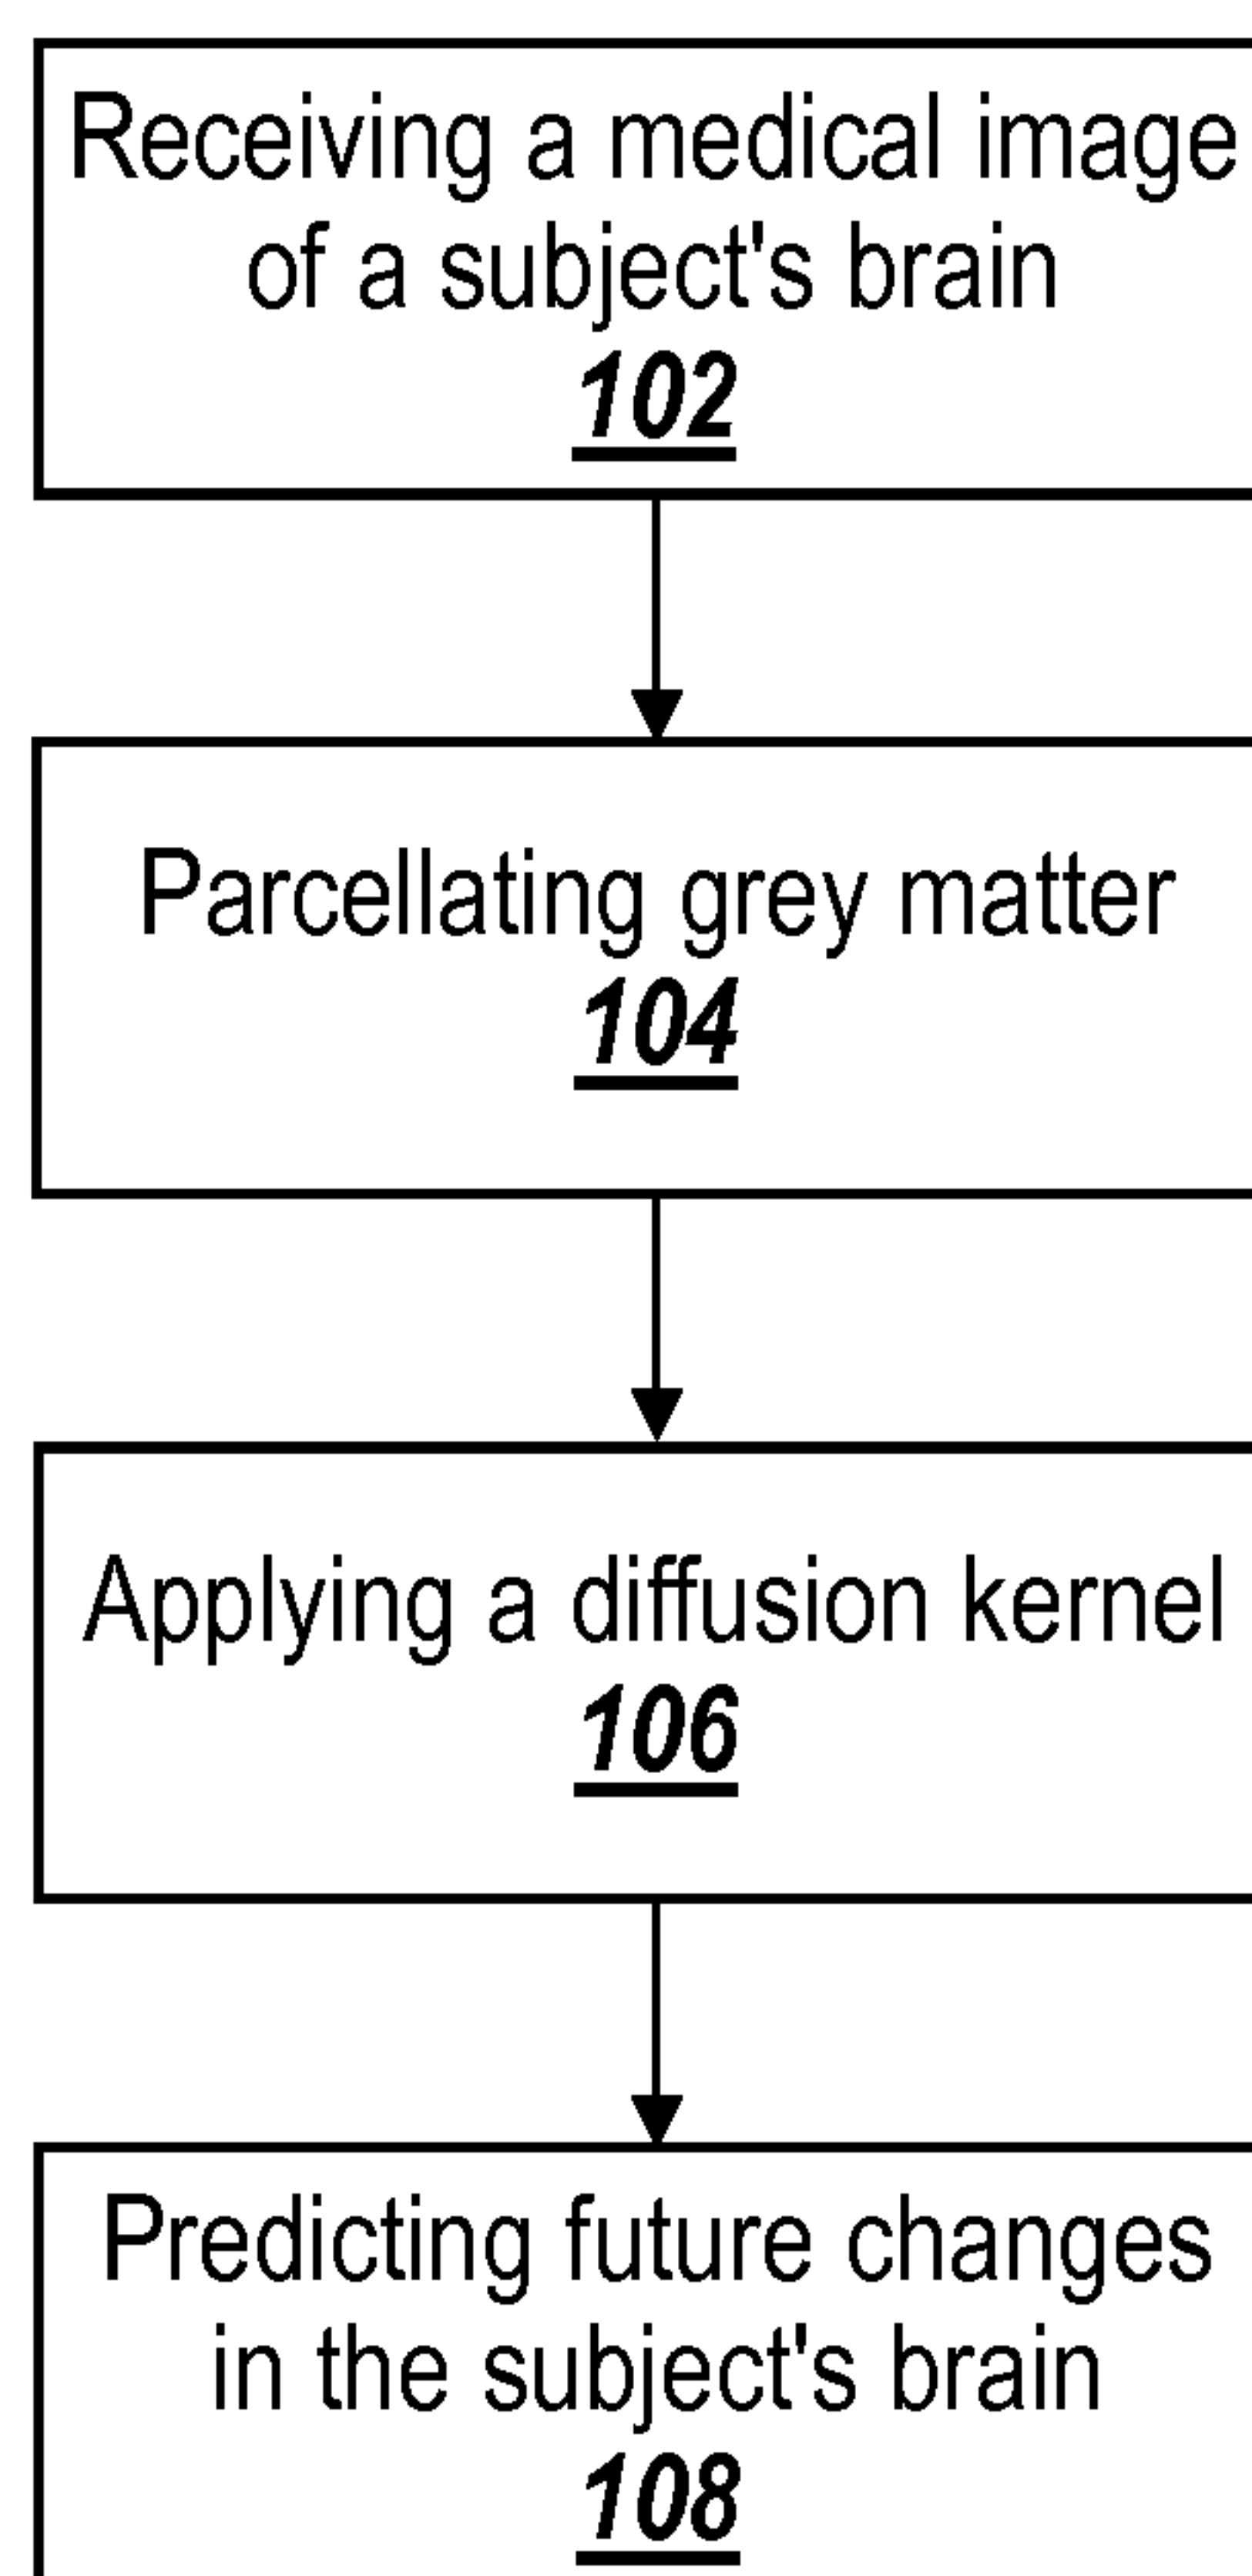 Receiving a medical image
of a subject's brain
102
Parcellating grey matter
104
Applying a diffusion kernel
106
Predicting future changes
in the subject's brain
108